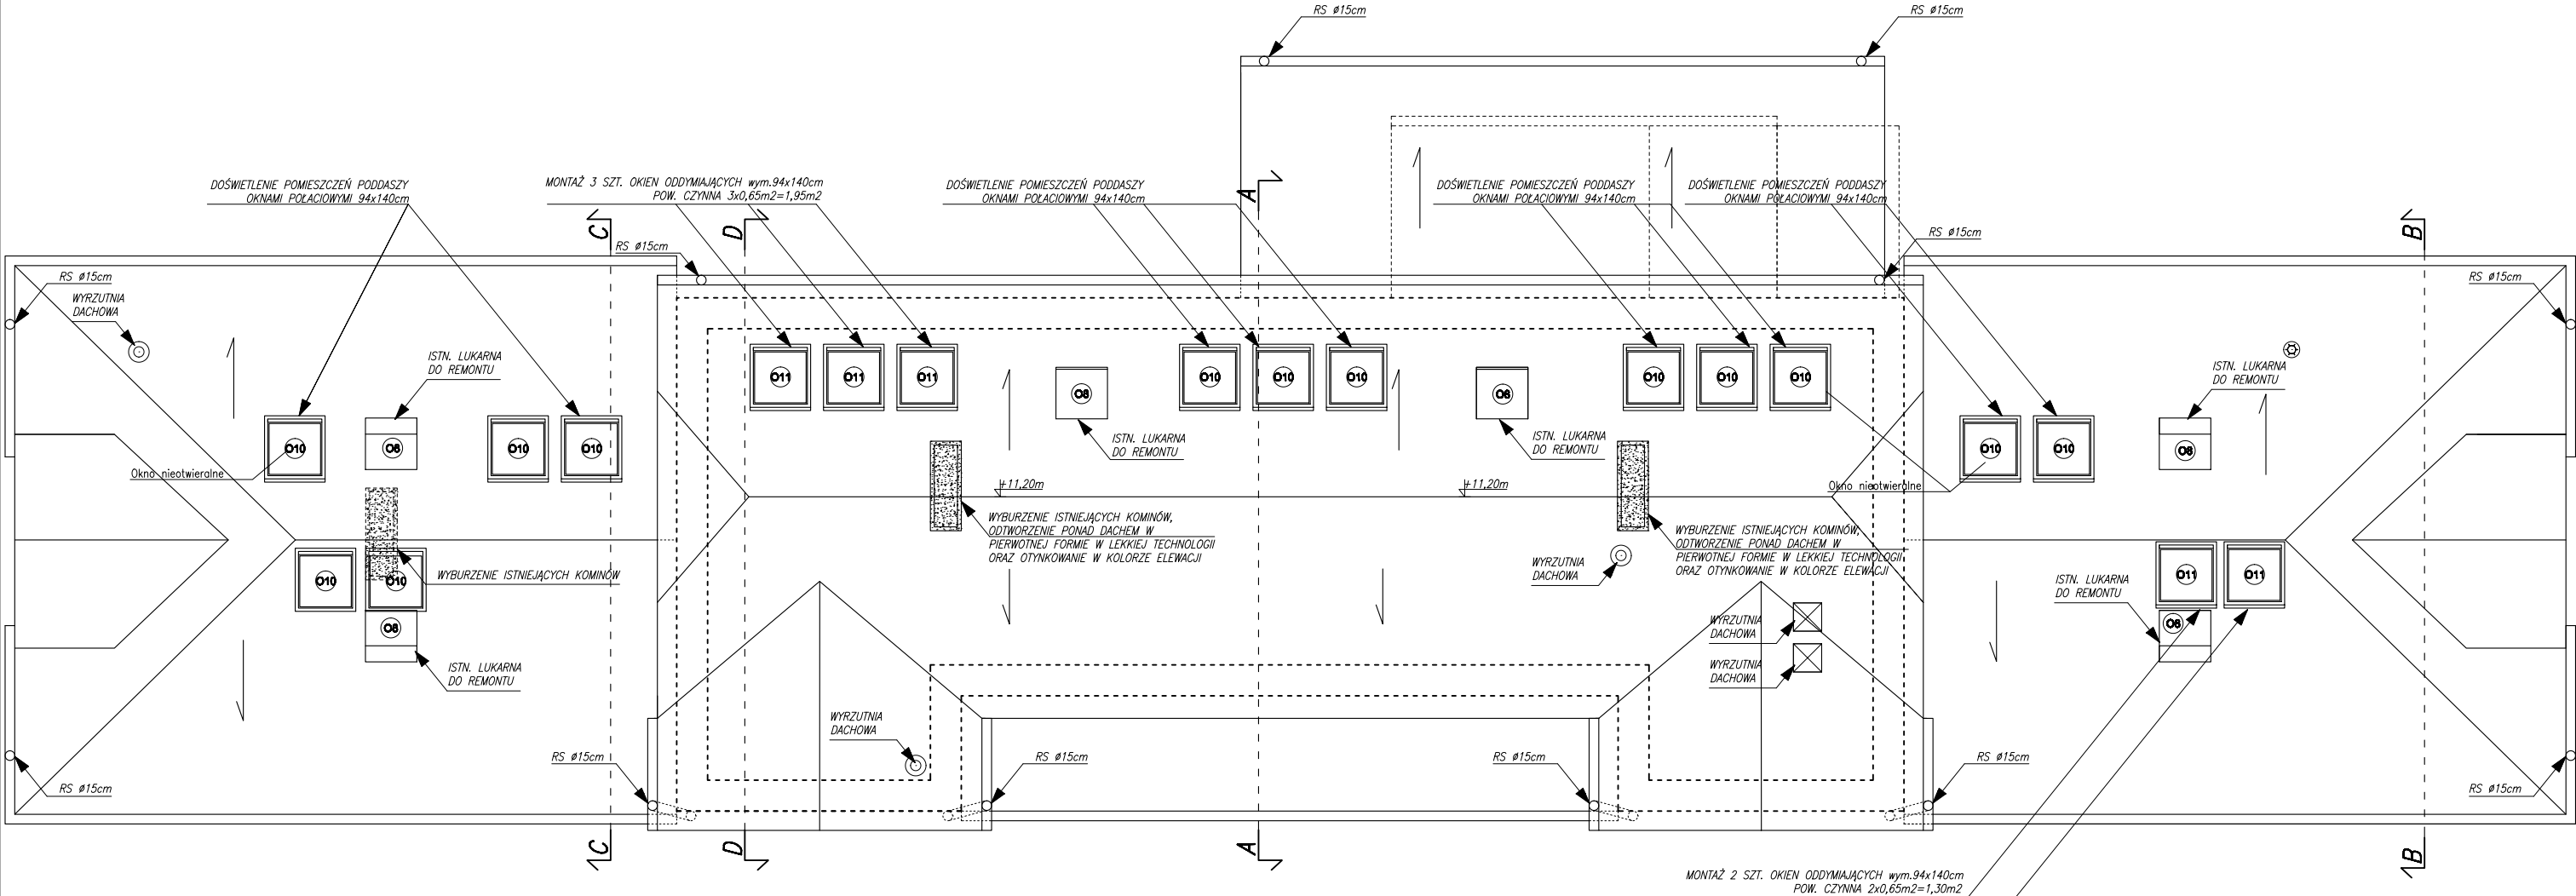 RS ø15cm
RS ø15cm
DOŚWIETLENIE POMIESZCZEŃ PODDASZY
OKNAMI POŁACIOWYMI 94x140cm
MONTAŻ 3 SZT. OKIEN ODDYMIAJĄCYCH wym.94x140cm
POW. CZYNNA 3x0,65m2=1,95m2
DOŚWIETLENIE POMIESZCZEŃ PODDASZY
OKNAMI POŁACIOWYMI 94x140cm
A
DOŚWIETLENIE POMIESZCZEŃ PODDASZY
OKNAMI POŁACIOWYMI 94x140cm
DOŚWIETLENIE POMIESZCZEŃ PODDASZY
OKNAMI POŁACIOWYMI 94x140cm
C
D
B
RS ø15cm
RS ø15cm
RS ø15cm
RS ø15cm
WYRZUTNIA
DACHOWA
ISTN. LUKARNA
DO REMONTU
ISTN. LUKARNA
DO REMONTU
O11
O11
O11
O8
O10
O10
O10
O8
O10
O10
O10
O10
O8
O10
O10
O10
O10
O8
Okno nieotwieralne
ISTN. LUKARNA
DO REMONTU
ISTN. LUKARNA
DO REMONTU
+11,20m
+11,20m
Okno nieotwieralne
WYBURZENIE ISTNIEJĄCYCH KOMINÓW,
ODTWORZENIE PONAD DACHEM W
PIERWOTNEJ FORMIE W LEKKIEJ TECHNOLOGII
ORAZ OTYNKOWANIE W KOLORZE ELEWACJI
WYBURZENIE ISTNIEJĄCYCH KOMINÓW,
ODTWORZENIE PONAD DACHEM W
PIERWOTNEJ FORMIE W LEKKIEJ TECHNOLOGII
ORAZ OTYNKOWANIE W KOLORZE ELEWACJI
O10
O10
WYBURZENIE ISTNIEJĄCYCH KOMINÓW
WYRZUTNIA
DACHOWA
ISTN. LUKARNA
DO REMONTU
O11
O11
O8
O8
WYRZUTNIA
DACHOWA
ISTN. LUKARNA
DO REMONTU
WYRZUTNIA
DACHOWA
WYRZUTNIA
DACHOWA
RS ø15cm
RS ø15cm
RS ø15cm
RS ø15cm
RS ø15cm
RS ø15cm
C
D
A
B
MONTAŻ 2 SZT. OKIEN ODDYMIAJĄCYCH wym.94x140cm
POW. CZYNNA 2x0,65m2=1,30m2